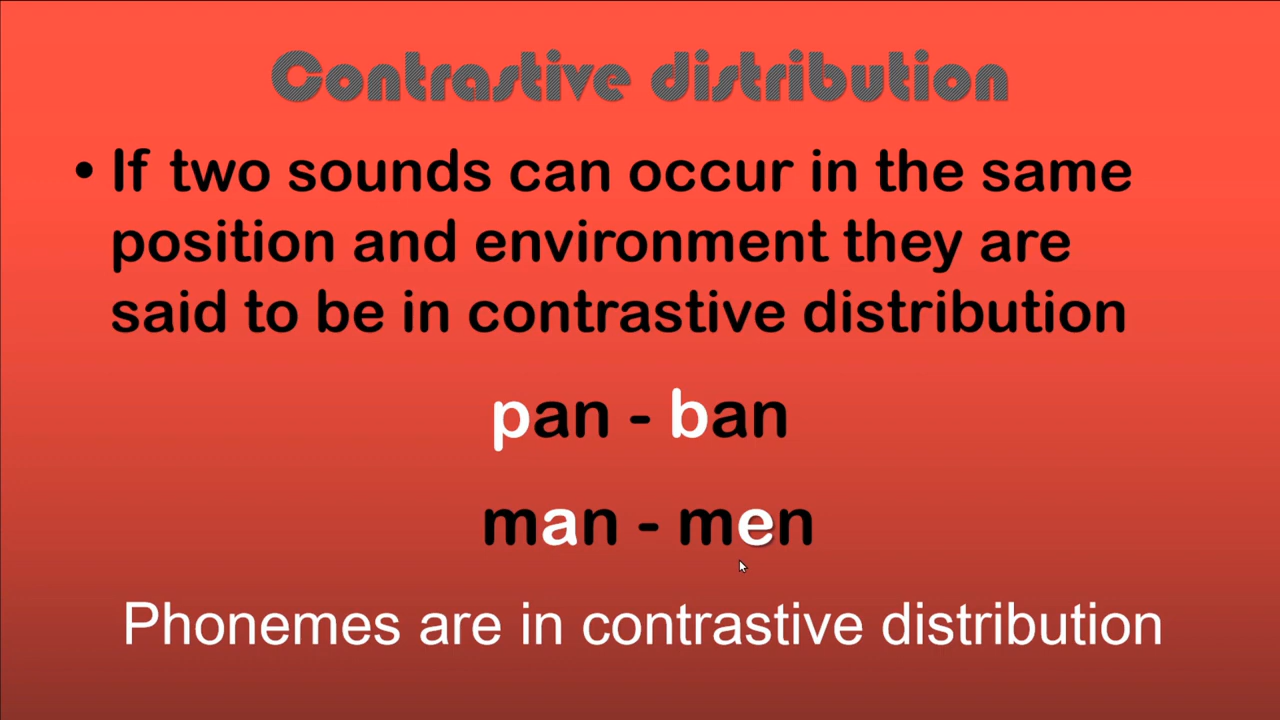 Contrastive distribution
• If two sounds can occur in the same
position and environment they are
said to be in contrastive distribution
pan - ban
man - men
Phonemes are in contrastive distribution